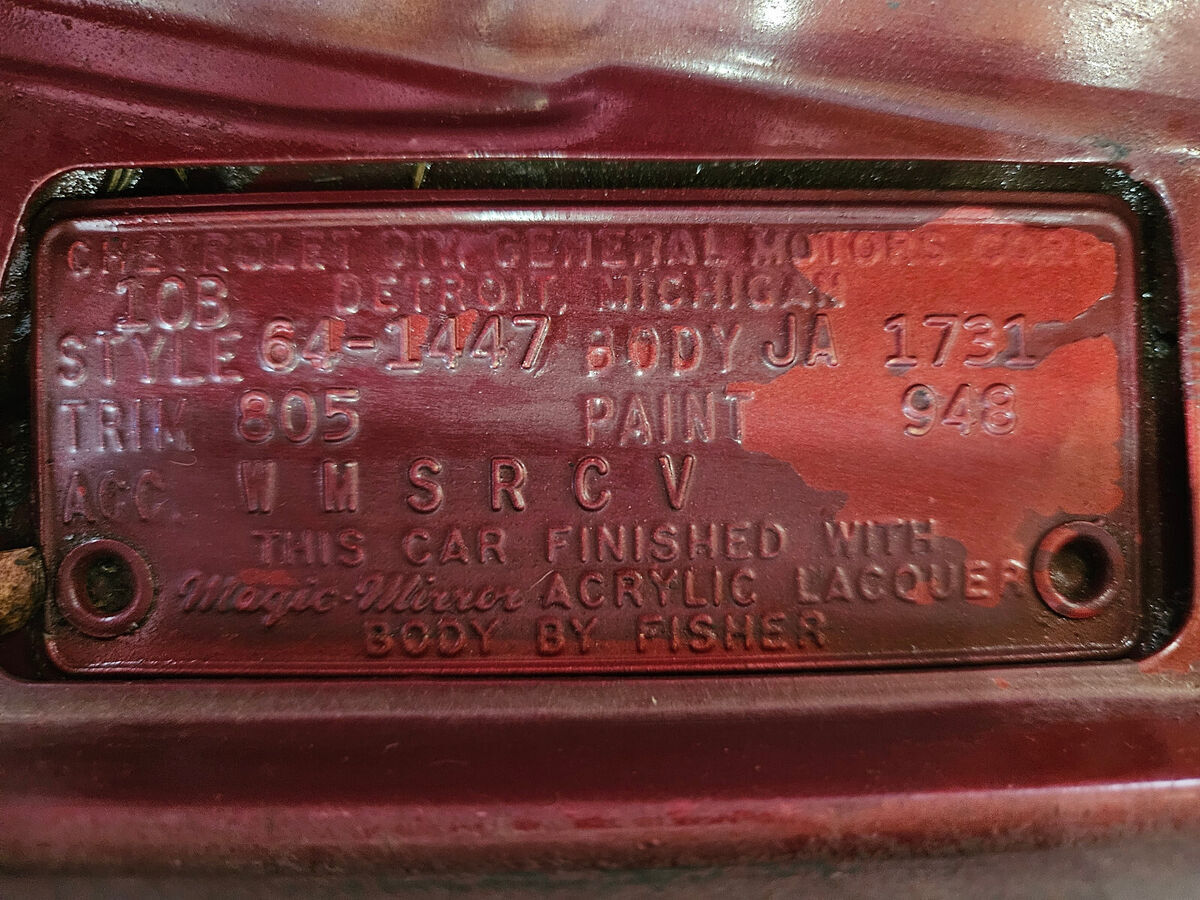 CHEVROLET DIV. GENERAL MOTORS CORP.
10B DETROIT, MICHIGAN
STYLE 64-1447 BODY JA 1731
TRIM 805 PAINT 948
ACC. W M S R C V
THIS CAR FINISHED WITH
Magic-Mirror ACRYLIC LACQUER
BODY BY FISHER